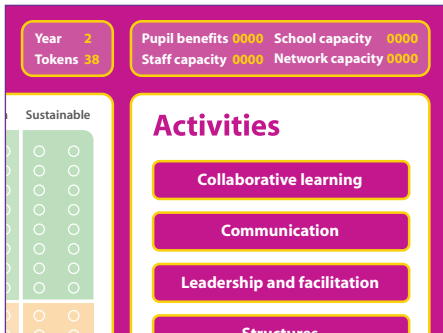 Year 2
Tokens 38
Pupil benefits 0000 School capacity 0000
Staff capacity 0000 Network capacity 0000
Sustainable
Activities
Collaborative learning
Communication
Leadership and facilitation
Structures